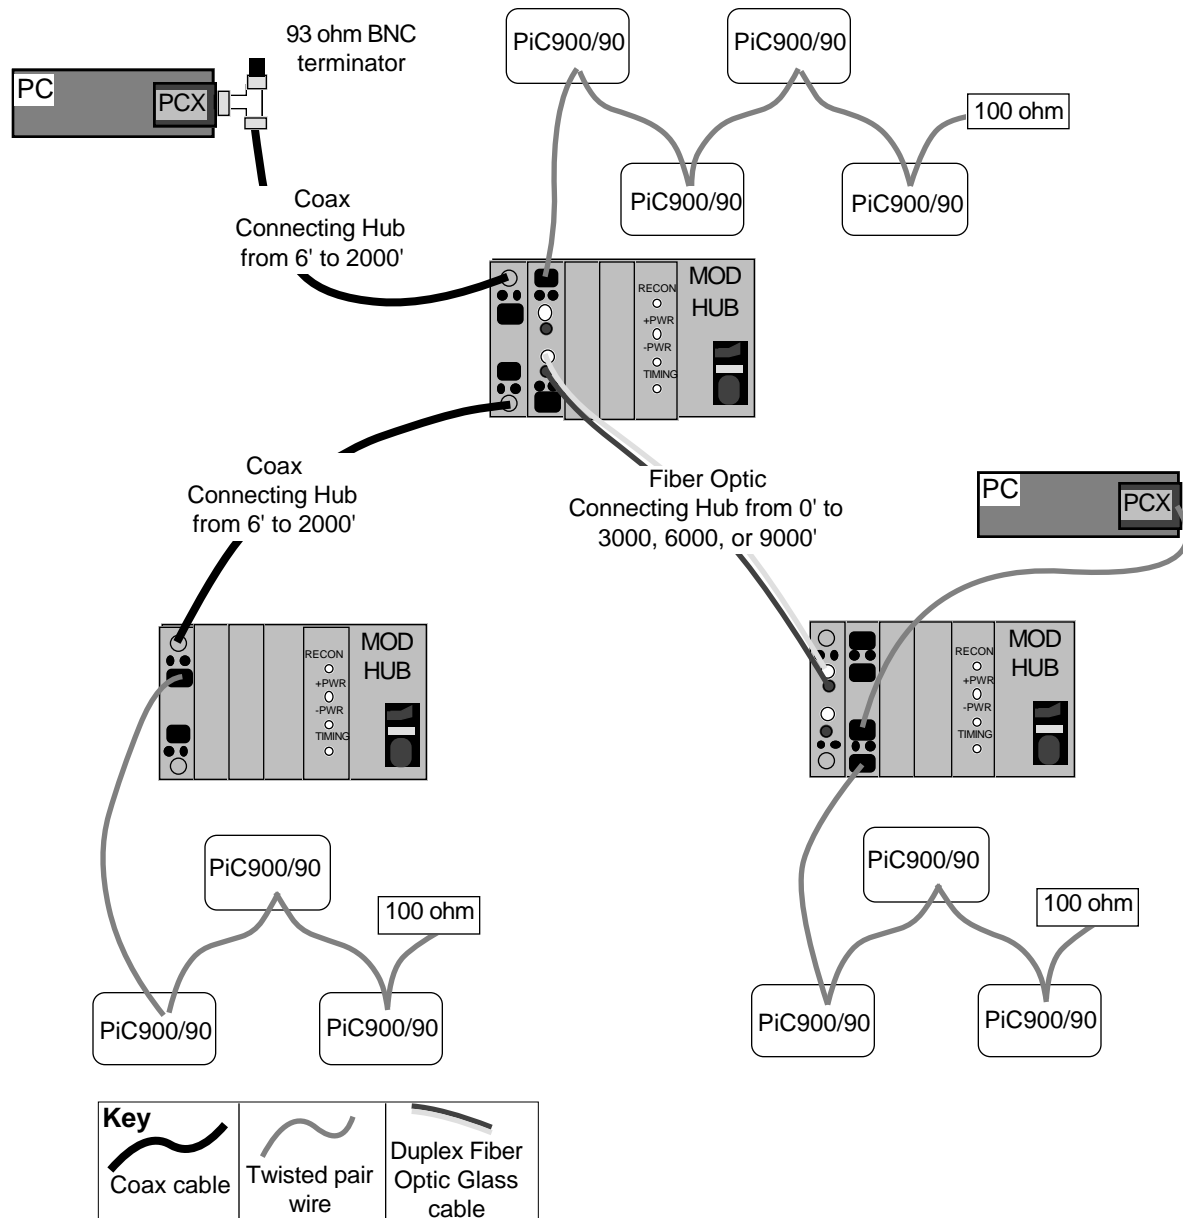 93 ohm BNC
terminator
PC
PCX
PiC900/90
PiC900/90
100 ohm
PiC900/90
PiC900/90
Coax
Connecting Hub
from 6' to 2000'
MOD
HUB
RECON
+PWR
-PWR
TIMING
Coax
Connecting Hub
from 6' to 2000'
Fiber Optic
Connecting Hub from 0' to
3000, 6000, or 9000'
PC
PCX
MOD
HUB
RECON
+PWR
-PWR
TIMING
MOD
HUB
RECON
+PWR
-PWR
TIMING
PiC900/90
100 ohm
PiC900/90
PiC900/90
PiC900/90
100 ohm
PiC900/90
PiC900/90
Key
Coax cable
Twisted pair
wire
Duplex Fiber
Optic Glass
cable